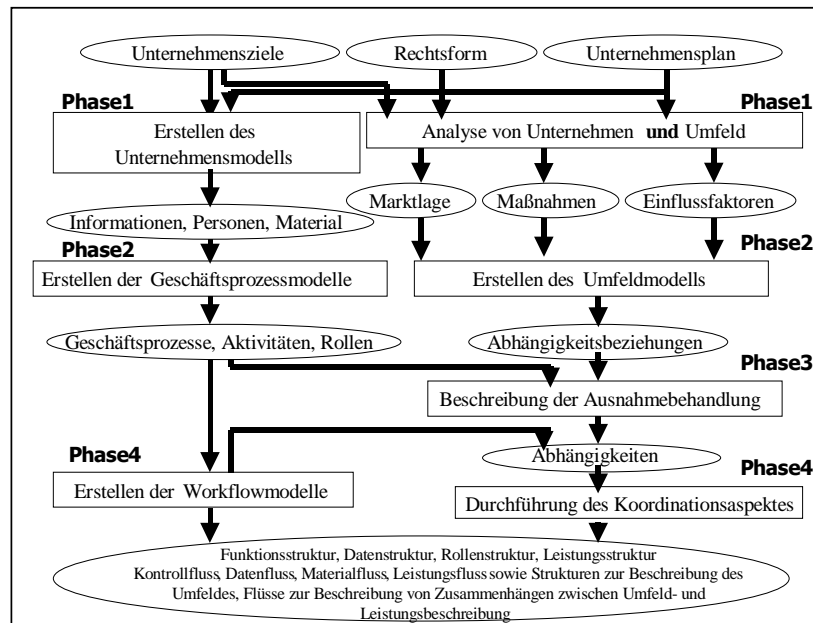 Unternehmensziele
Rechtsform
Unternehmensplan
Phase1
Phase1
Erstellen des
Unternehmensmodells
Analyse von Unternehmen und Umfeld
Marktlage
Maßnahmen
Einflussfaktoren
Informationen, Personen, Material
Phase2
Phase2
Erstellen der Geschäftsprozessmodelle
Erstellen des Umfeldmodells
Geschäftsprozesse, Aktivitäten, Rollen
Abhängigkeitsbeziehungen
Phase3
Beschreibung der Ausnahmebehandlung
Phase4
Abhängigkeiten
Phase4
Erstellen der Workflowmodelle
Durchführung des Koordinationsaspektes
Funktionsstruktur, Datenstruktur, Rollenstruktur, Leistungsstruktur
Kontrollfluss, Datenfluss, Materialfluss, Leistungsfluss sowie Strukturen zur Beschreibung des
Umfeldes, Flüsse zur Beschreibung von Zusammenhängen zwischen Umfeld- und
Leistungsbeschreibung